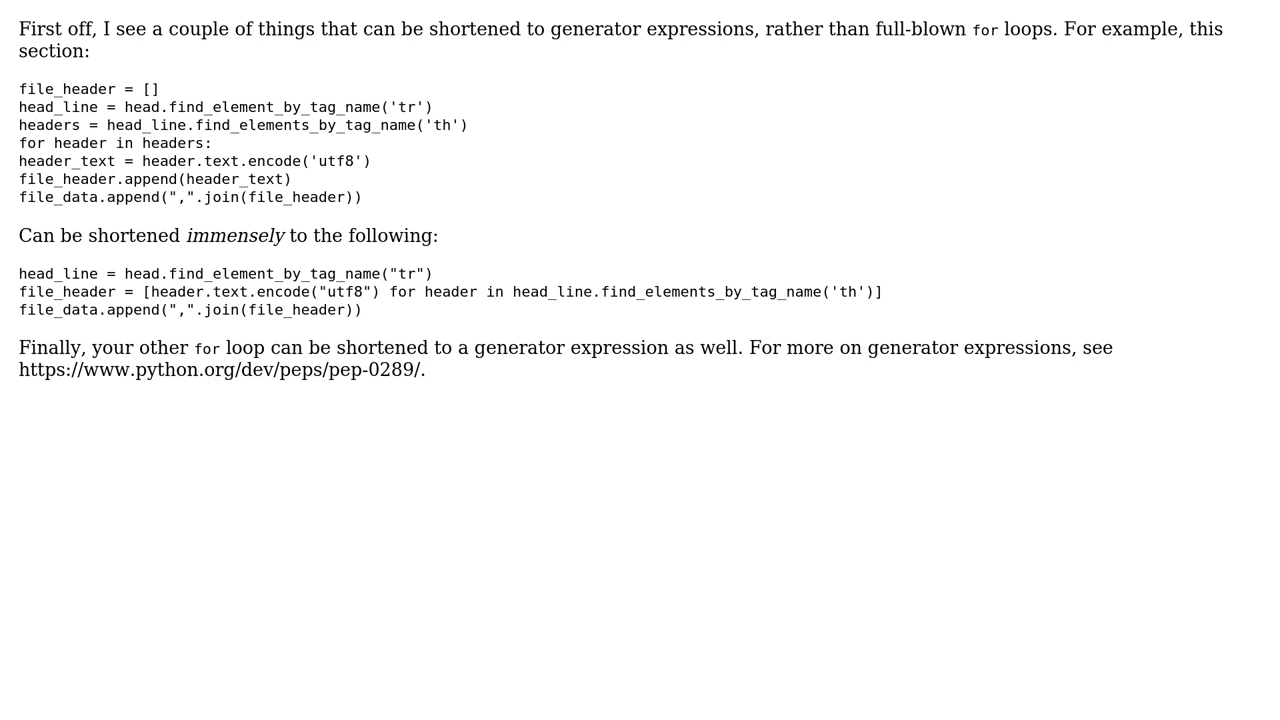 First off, I see a couple of things that can be shortened to generator expressions, rather than full-blown for loops. For example, this
section:
file_header = []
head_line = head.find_element_by_tag_name('tr')
headers = head_line.find_elements_by_tag_name('th')
for header in headers:
header_text = header.text.encode('utf8')
file_header.append(header_text)
file_data.append(",".join(file_header))
Can be shortened immensely to the following:
head_line = head.find_element_by_tag_name("tr")
file_header = [header.text.encode("utf8") for header in head_line.find_elements_by_tag_name('th')]
file_data.append(",".join(file_header))
Finally, your other for loop can be shortened to a generator expression as well. For more on generator expressions, see
https://www.python.org/dev/peps/pep-0289/.